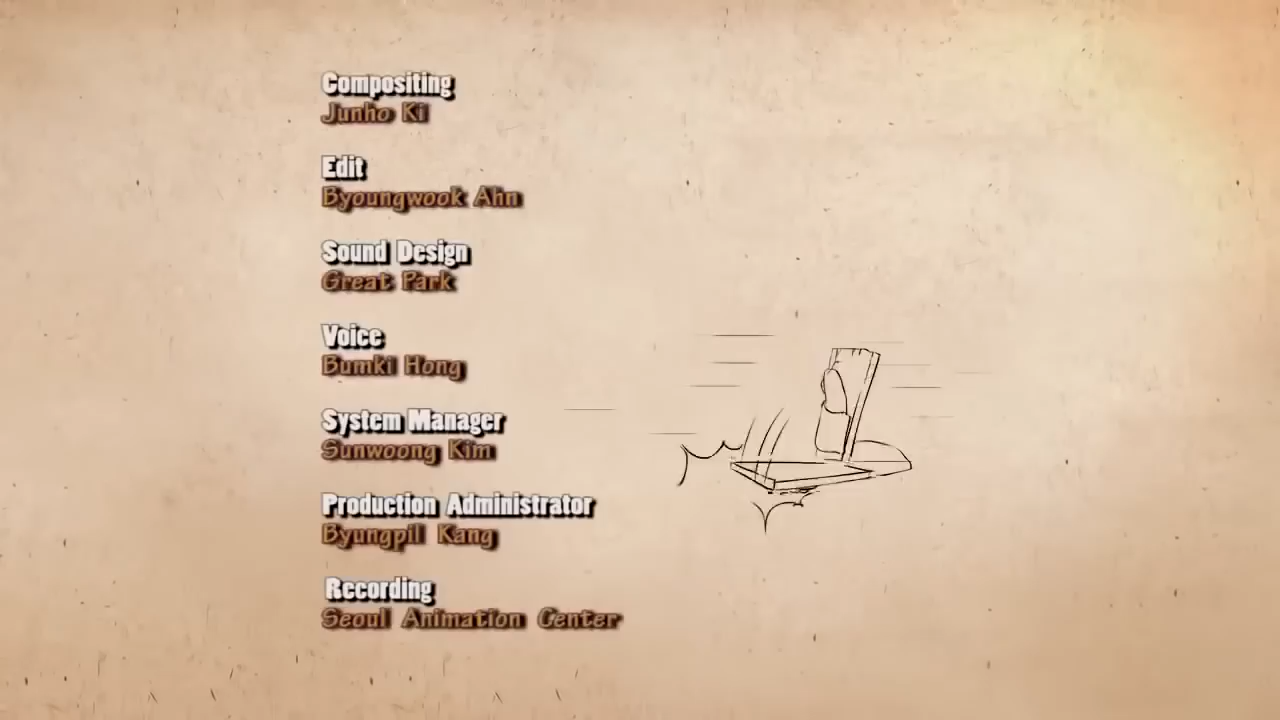 Compositing
Junho Ki
Edit
Byoungwook Ahn
Sound Design
Great Park
Voice
Bumki Hong
System Manager
Sunwoong Kim
Production Administrator
Byungpil Kang
Recording
Seoul Animation Center